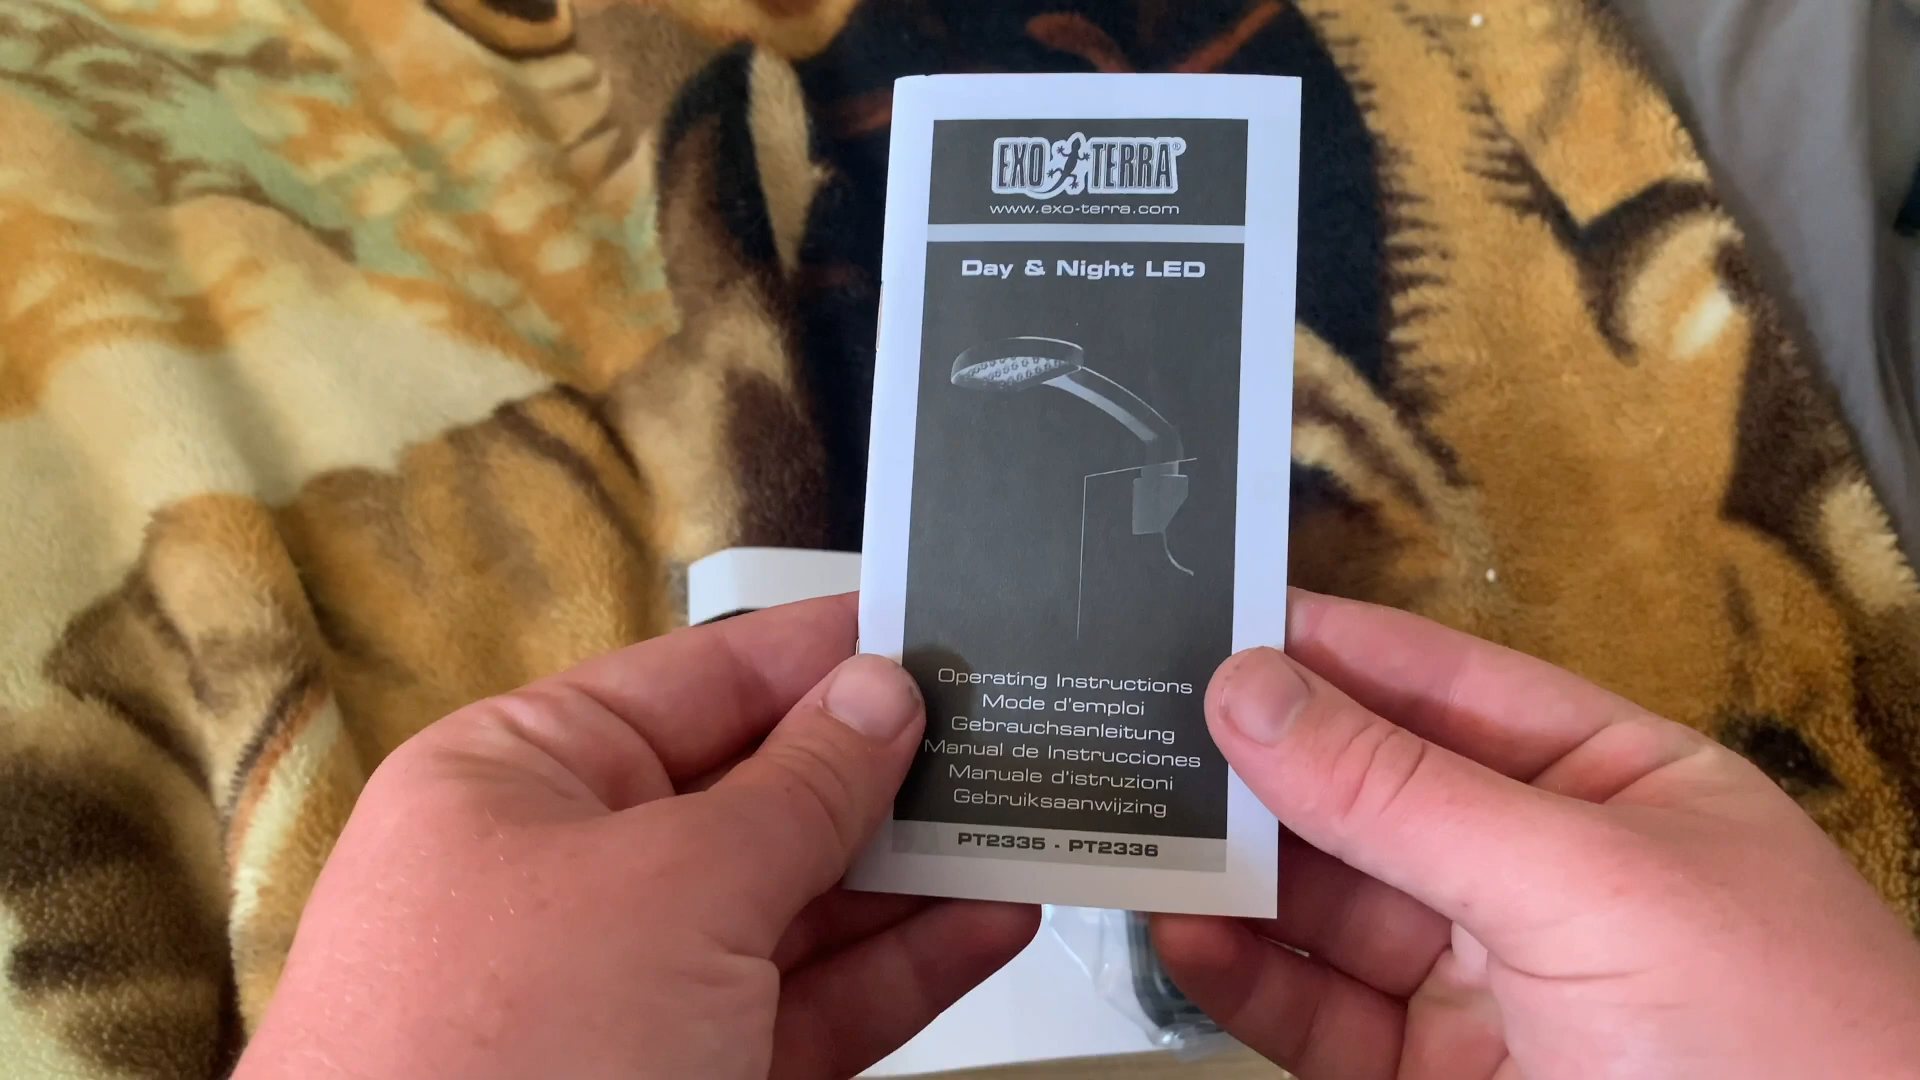 EXO TERRA®
www.exo-terra.com
Day & Night LED
Operating Instructions
Mode d'emploi
Gebrauchsanleitung
Manual de Instrucciones
Manuale d'istruzioni
Gebruiksaanwijzing
PT2335 - PT2336